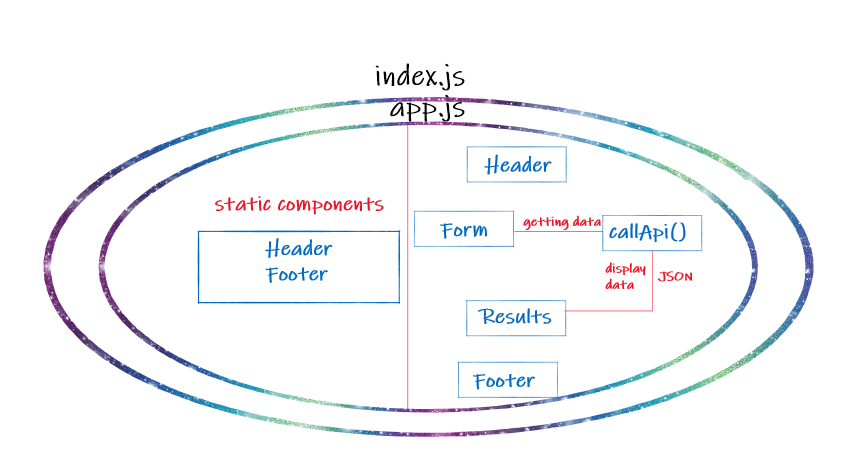 index.js
app.js
static components
Header
Footer
Header
Form
getting data
callApi()
display
data
JSON
Results
Footer